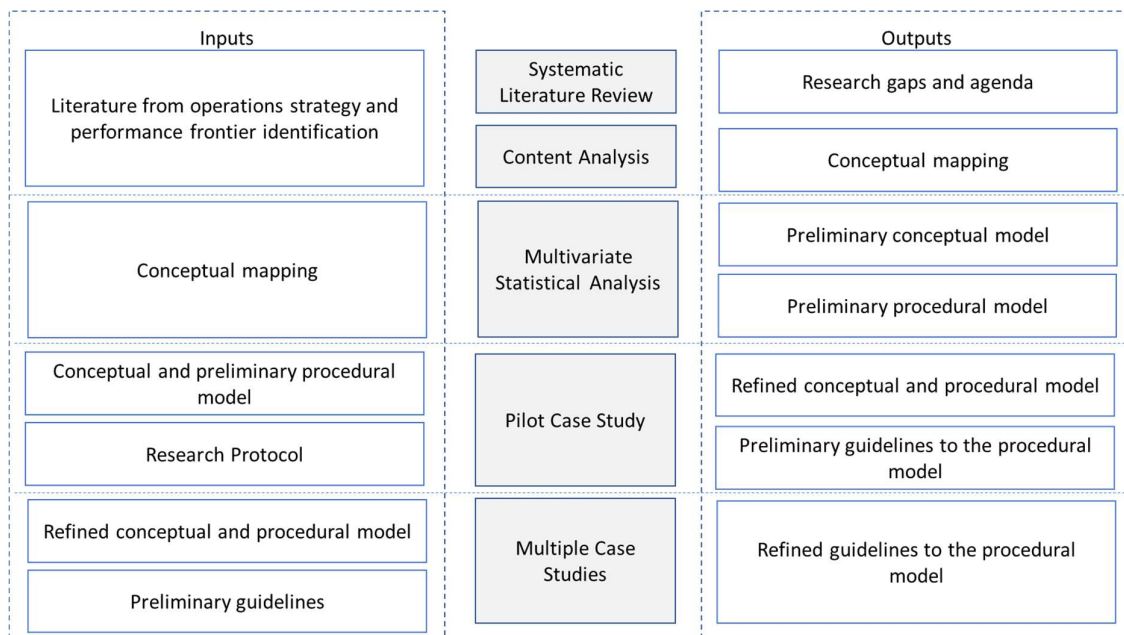 Inputs
Outputs
Literature from operations strategy and
performance frontier identification
Systematic
Literature Review
Research gaps and agenda
Content Analysis
Conceptual mapping
Conceptual mapping
Multivariate
Statistical Analysis
Preliminary conceptual model
Preliminary procedural model
Conceptual and preliminary procedural
model
Research Protocol
Pilot Case Study
Refined conceptual and procedural model
Preliminary guidelines to the procedural
model
Refined conceptual and procedural model
Preliminary guidelines
Multiple Case
Studies
Refined guidelines to the procedural
model